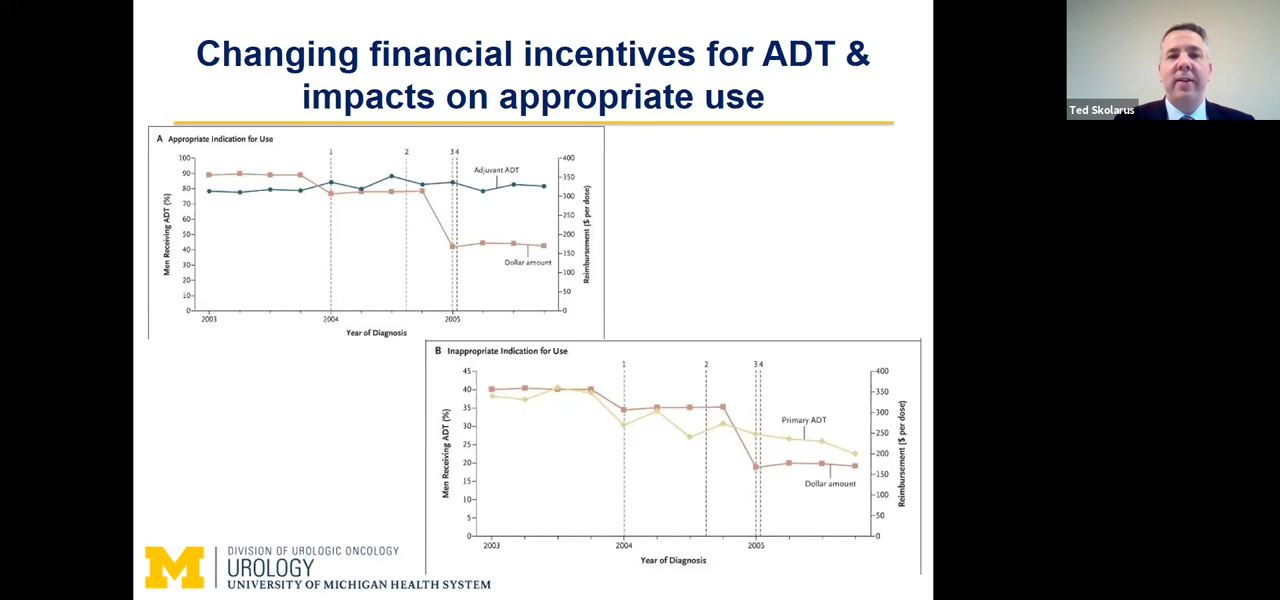 Changing financial incentives for ADT &
impacts on appropriate use
Ted Skolarus
A Appropriate Indication for Use
1 2 3 4
100
90
80
70
60
50
40
30
20
10
0
Men Receiving ADT (%)
400
350
300
250
200
150
100
50
0
Reimbursement ($ per dose)
Adjuvant ADT
Dollar amount
2003 2004 2005
Year of Diagnosis
B Inappropriate Indication for Use
1 2 3 4
45
40
35
30
25
20
15
10
5
0
Men Receiving ADT (%)
400
350
300
250
200
150
100
50
0
Reimbursement ($ per dose)
Primary ADT
Dollar amount
2003 2004 2005
Year of Diagnosis
M
DIVISION OF UROLOGIC ONCOLOGY
UROLOGY
UNIVERSITY OF MICHIGAN HEALTH SYSTEM